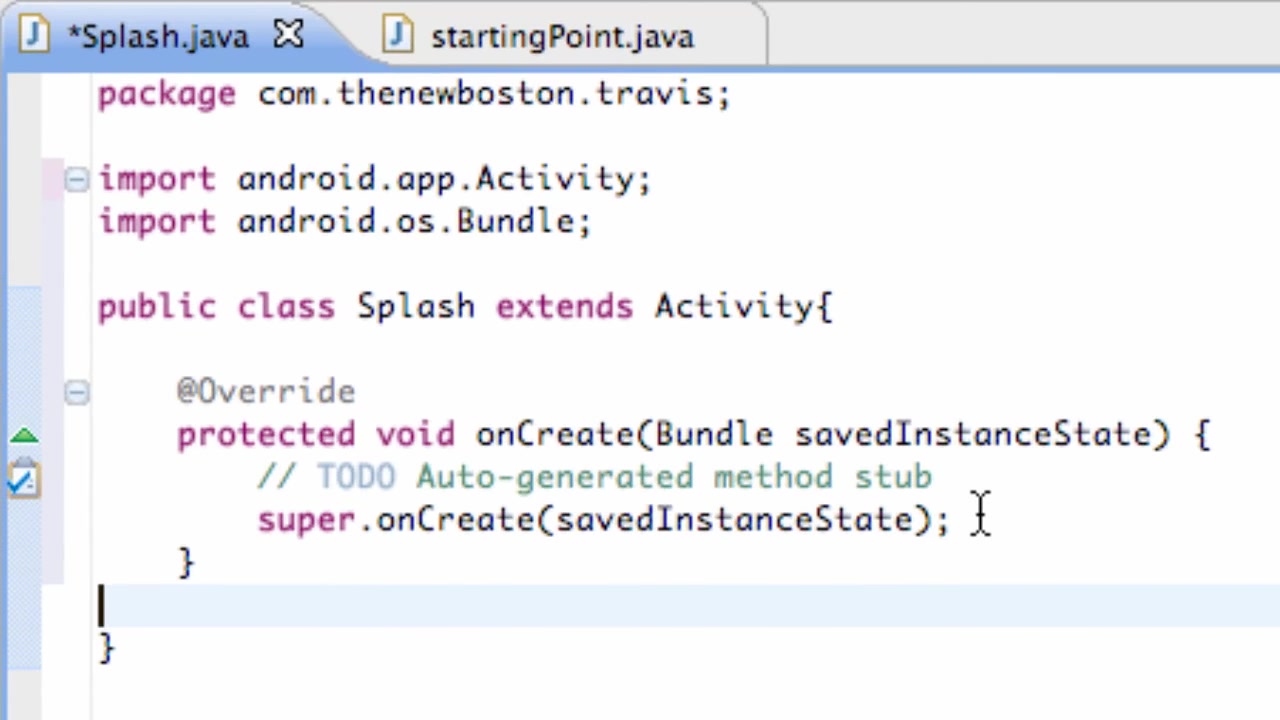 *Splash.java startingPoint.java
package com.thenewboston.travis;
import android.app.Activity;
import android.os.Bundle;
public class Splash extends Activity{
@Override
protected void onCreate(Bundle savedInstanceState) {
// TODO Auto-generated method stub
super.onCreate(savedInstanceState);
}
}